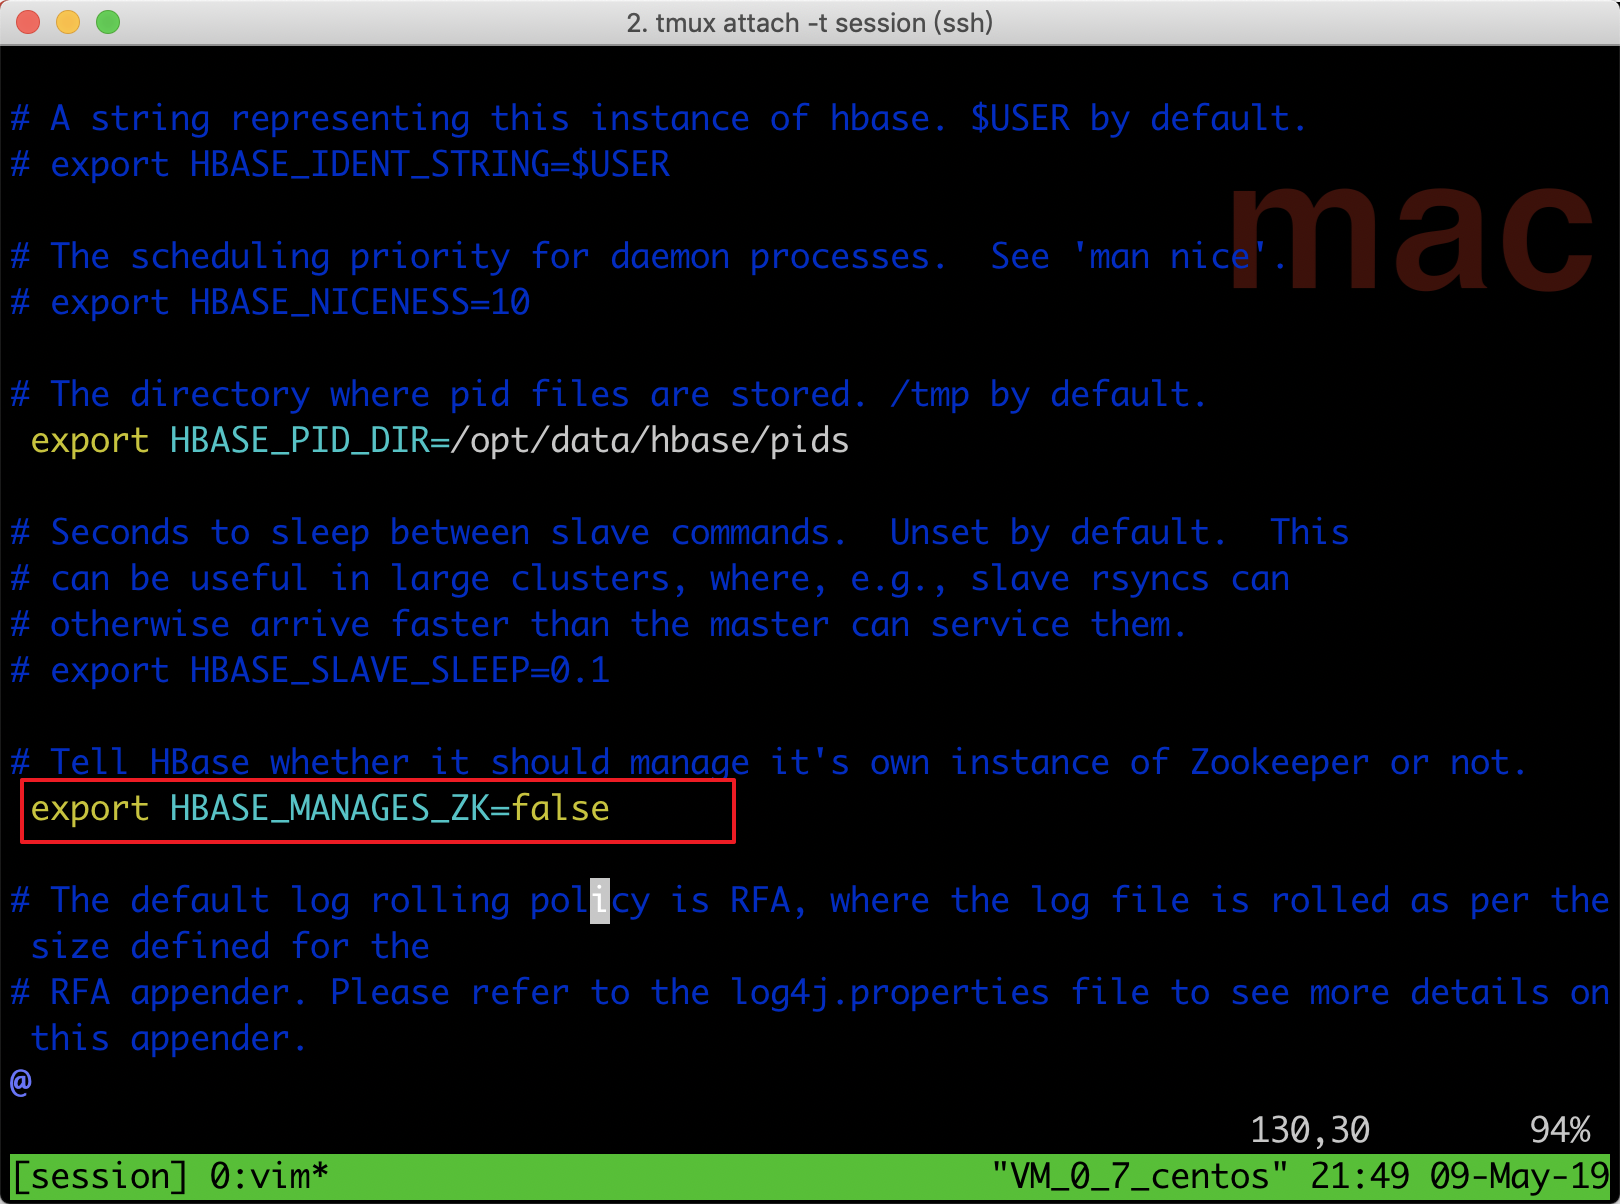 2. tmux attach -t session (ssh)
# A string representing this instance of hbase. $USER by default.
# export HBASE_IDENT_STRING=$USER
mac
# The scheduling priority for daemon processes.  See 'man nice'.
# export HBASE_NICENESS=10
# The directory where pid files are stored. /tmp by default.
 export HBASE_PID_DIR=/opt/data/hbase/pids
# Seconds to sleep between slave commands.  Unset by default.  This
# can be useful in large clusters, where, e.g., slave rsyncs can
# otherwise arrive faster than the master can service them.
# export HBASE_SLAVE_SLEEP=0.1
# Tell HBase whether it should manage it's own instance of Zookeeper or not.
 export HBASE_MANAGES_ZK=false
# The default log rolling policy is RFA, where the log file is rolled as per the
 size defined for the
# RFA appender. Please refer to the log4j.properties file to see more details on
 this appender.
@
130,30 94%
[session] 0:vim* "VM_0_7_centos" 21:49 09-May-19